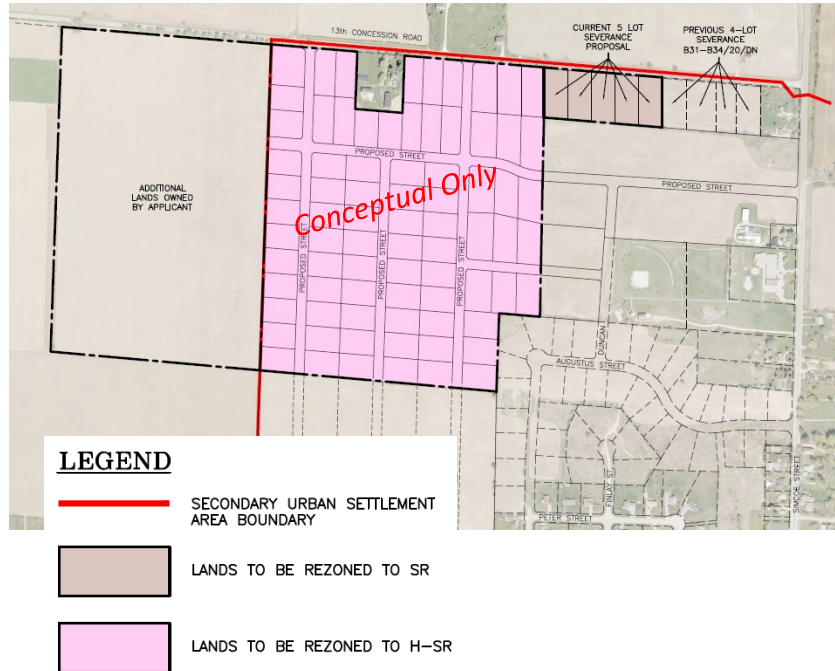 13th CONCESSION ROAD
CURRENT 5 LOT
SEVERANCE
PROPOSAL
PREVIOUS 4-LOT
SEVERANCE
B31-B34/20/DN
ADDITIONAL
LANDS OWNED
BY APPLICANT
PROPOSED STREET
PROPOSED STREET
Conceptual Only
PROPOSED STREET
PROPOSED STREET
PROPOSED STREET
DUNCAN
AUGUSTUS STREET
FINLAY ST.
PETER STREET
SIMCOE STREET
LEGEND
SECONDARY URBAN SETTLEMENT
AREA BOUNDARY
LANDS TO BE REZONED TO SR
LANDS TO BE REZONED TO H-SR